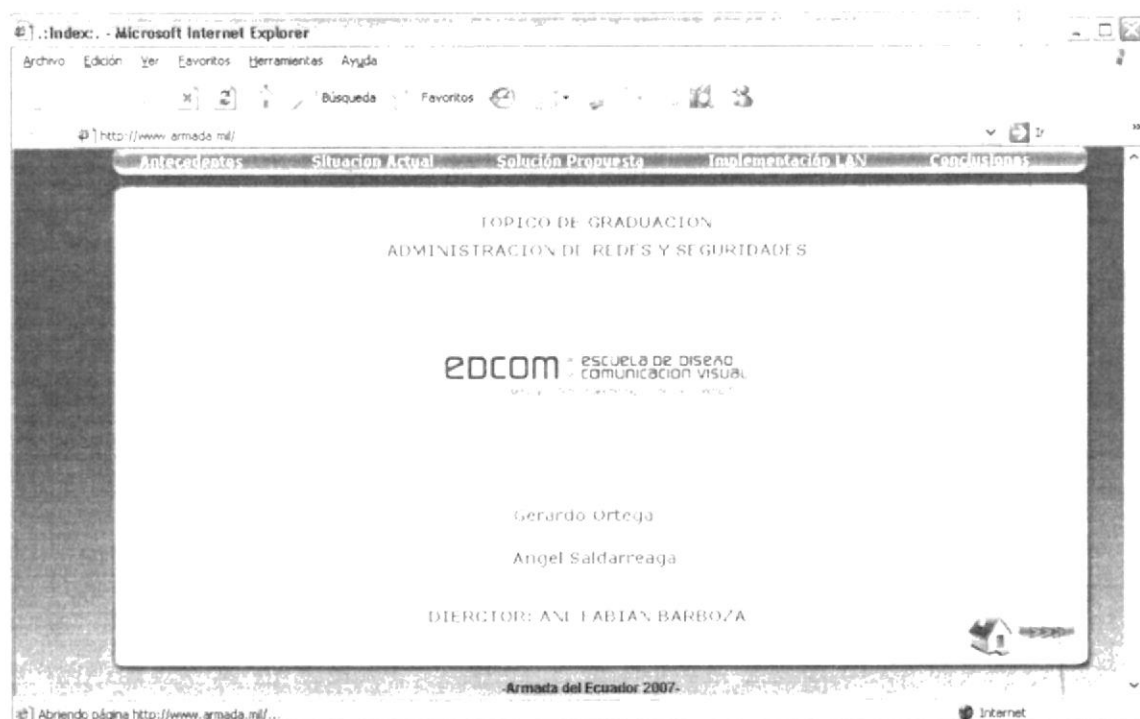 .:Index:. - Microsoft Internet Explorer
Archivo Edición Ver Favoritos Herramientas Ayuda
Búsqueda Favoritos
http://www.armada.mil/ Ir
Antecedentes Situacion Actual Solución Propuesta Implementación LAN Conclusiones
TOPICO DE GRADUACION
ADMINISTRACION DE REDES Y SEGURIDADES
edcom escuela de diseño
comunicacion visual
Gerardo Ortega
Angel Saldarreaga
DIERCTOR: ANL FABIAN BARBOZA
-Armada del Ecuador 2007-
Abriendo página http://www.armada.mil/... Internet